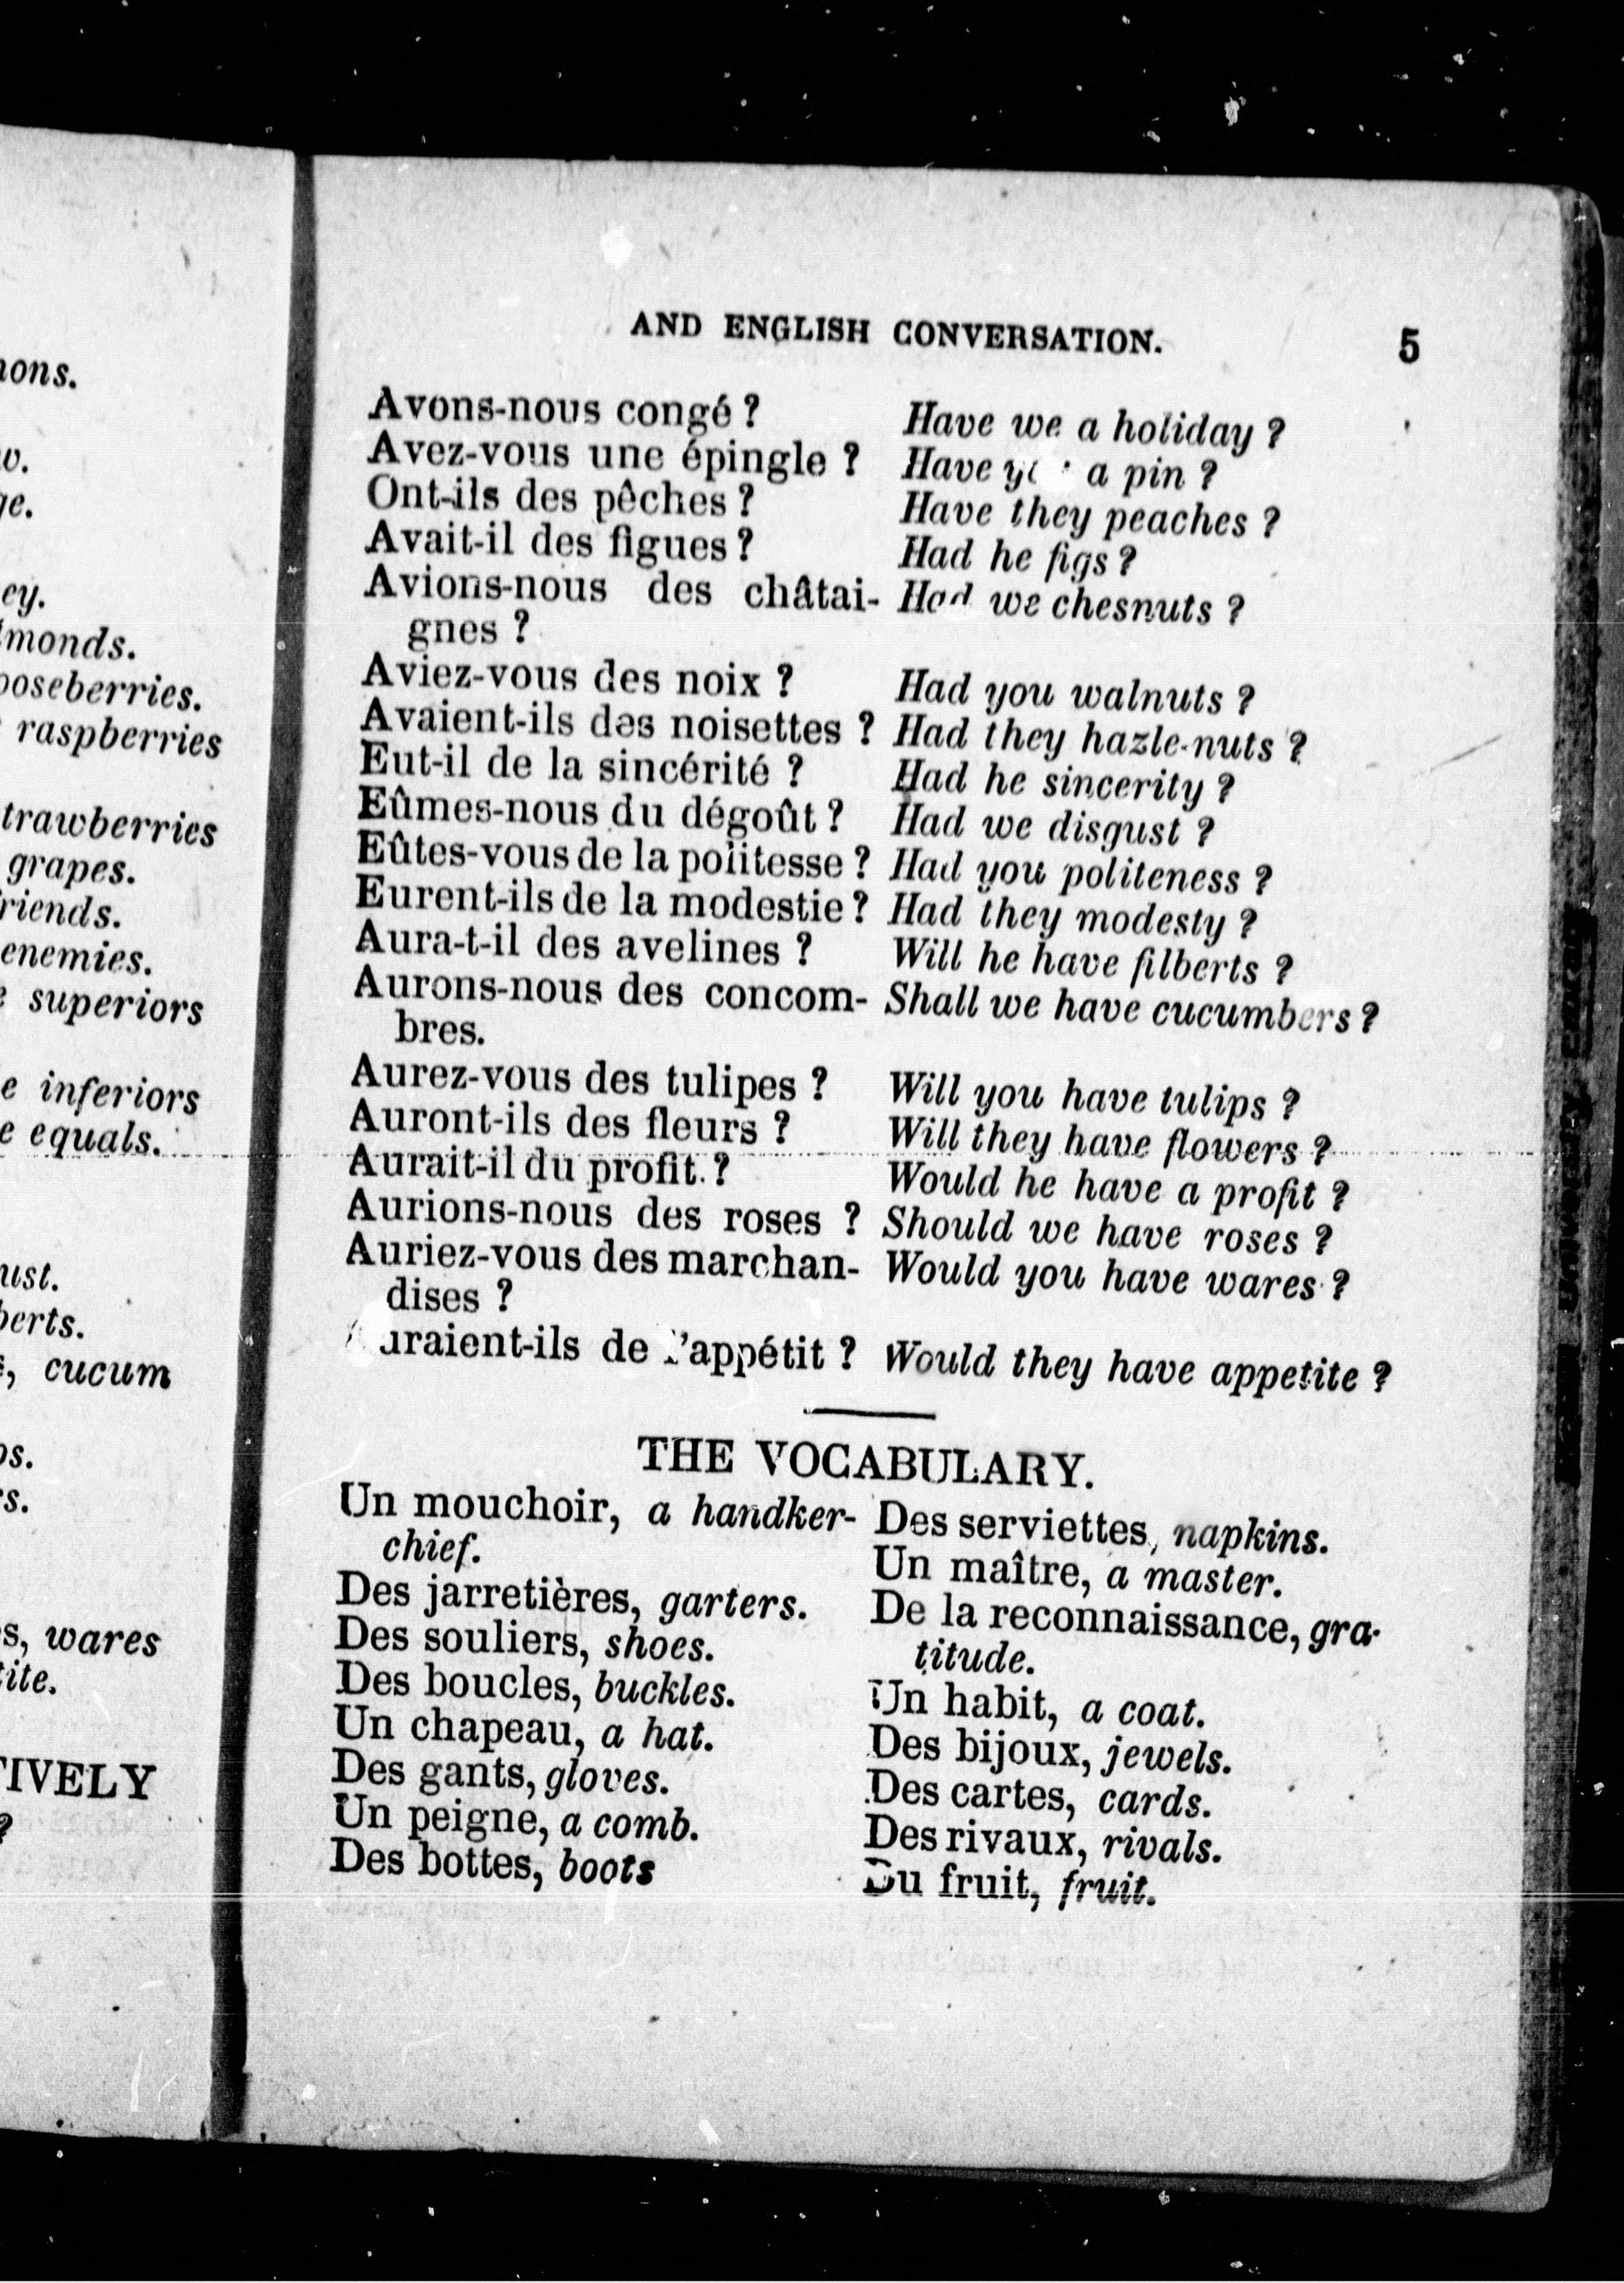 AND ENGLISH CONVERSATION. 5
Avons-nous congé ? Have we a holiday ?
Avez-vous une épingle ? Have a pin ?
Ont-ils des pêches ? Have they peaches ?
Avait-il des figues ? Had he figs ?
Avions-nous des châtai- Had we chesnuts ?
gnes ?
Aviez-vous des noix ? Had you walnuts ?
Avaient-ils des noisettes ? Had they hazle-nuts ?
Eut-il de la sincérité ? Had he sincerity ?
Eûmes-nous du dégoût ? Had we disgust ?
Eûtes-vous de la politesse ? Had you politeness ?
Eurent-ils de la modestie ? Had they modesty ?
Aura-t-il des avelines ? Will he have filberts ?
Aurons-nous des concom- Shall we have cucumbers ?
bres.
Aurez-vous des tulipes ? Will you have tulips ?
Auront-ils des fleurs ? Will they have flowers ?
Aurait-il du profit. ? Would he have a profit ?
Aurions-nous des roses ? Should we have roses ?
Auriez-vous des marchan- Would you have wares ?
dises ?
Auraient-ils de l'appétit ? Would they have appetite ?
THE VOCABULARY.
Un mouchoir, a handker-
chief.
Des jarretières, garters.
Des souliers, shoes.
Des boucles, buckles.
Un chapeau, a hat.
Des gants, gloves.
Un peigne, a comb.
Des bottes, boots
Des serviettes, napkins.
Un maître, a master.
De la reconnaissance, gra-
titude.
Un habit, a coat.
Des bijoux, jewels.
Des cartes, cards.
Des rivaux, rivals.
Du fruit, fruit.